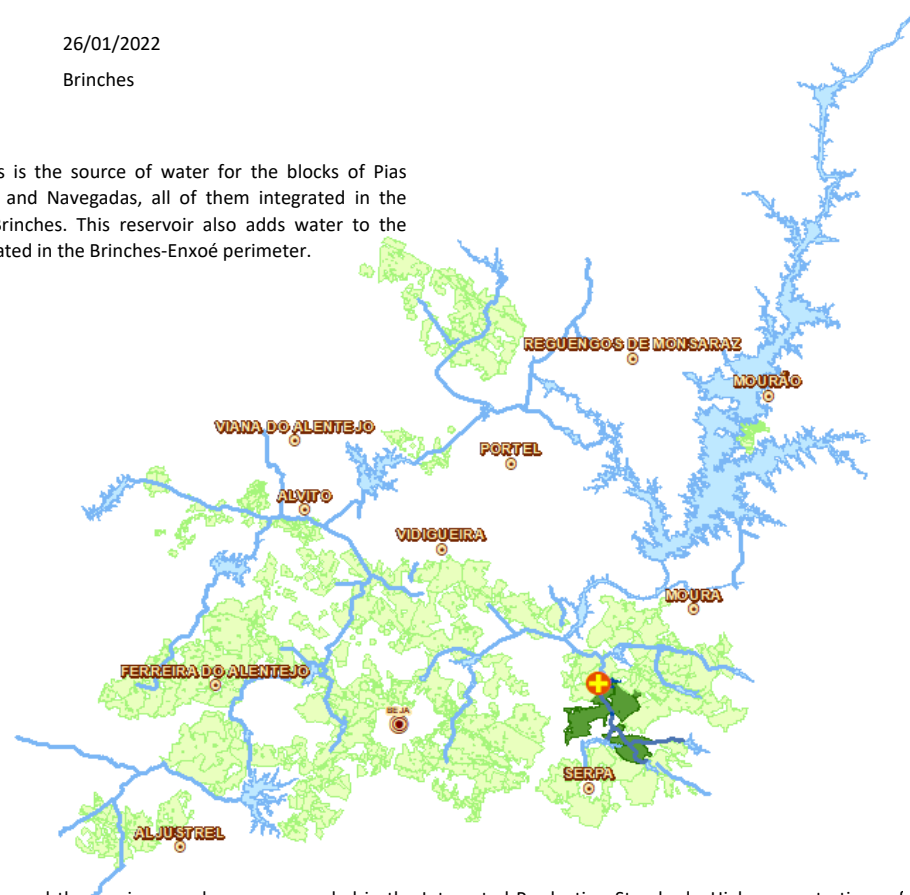 26/01/2022
Brinches
s is the source of water for the blocks of Pias
and Navegadas, all of them integrated in the
Brinches. This reservoir also adds water to the
ated in the Brinches-Enxoé perimeter.
REGUENGOS DE MONSARAZ
MOURÃO
VIANA DO ALENTEJO
PORTEL
ALVITO
VIDIGUEIRA
MOURA
FERREIRA DO ALENTEJO
BEJA
SERPA
ALJUSTREL